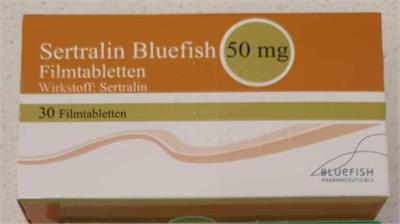 Sertralin Bluefish 50 mg
Filmtabletten
Wirkstoff: Sertralin
30 Filmtabletten
BLUEFISH
PHARMACEUTICALS